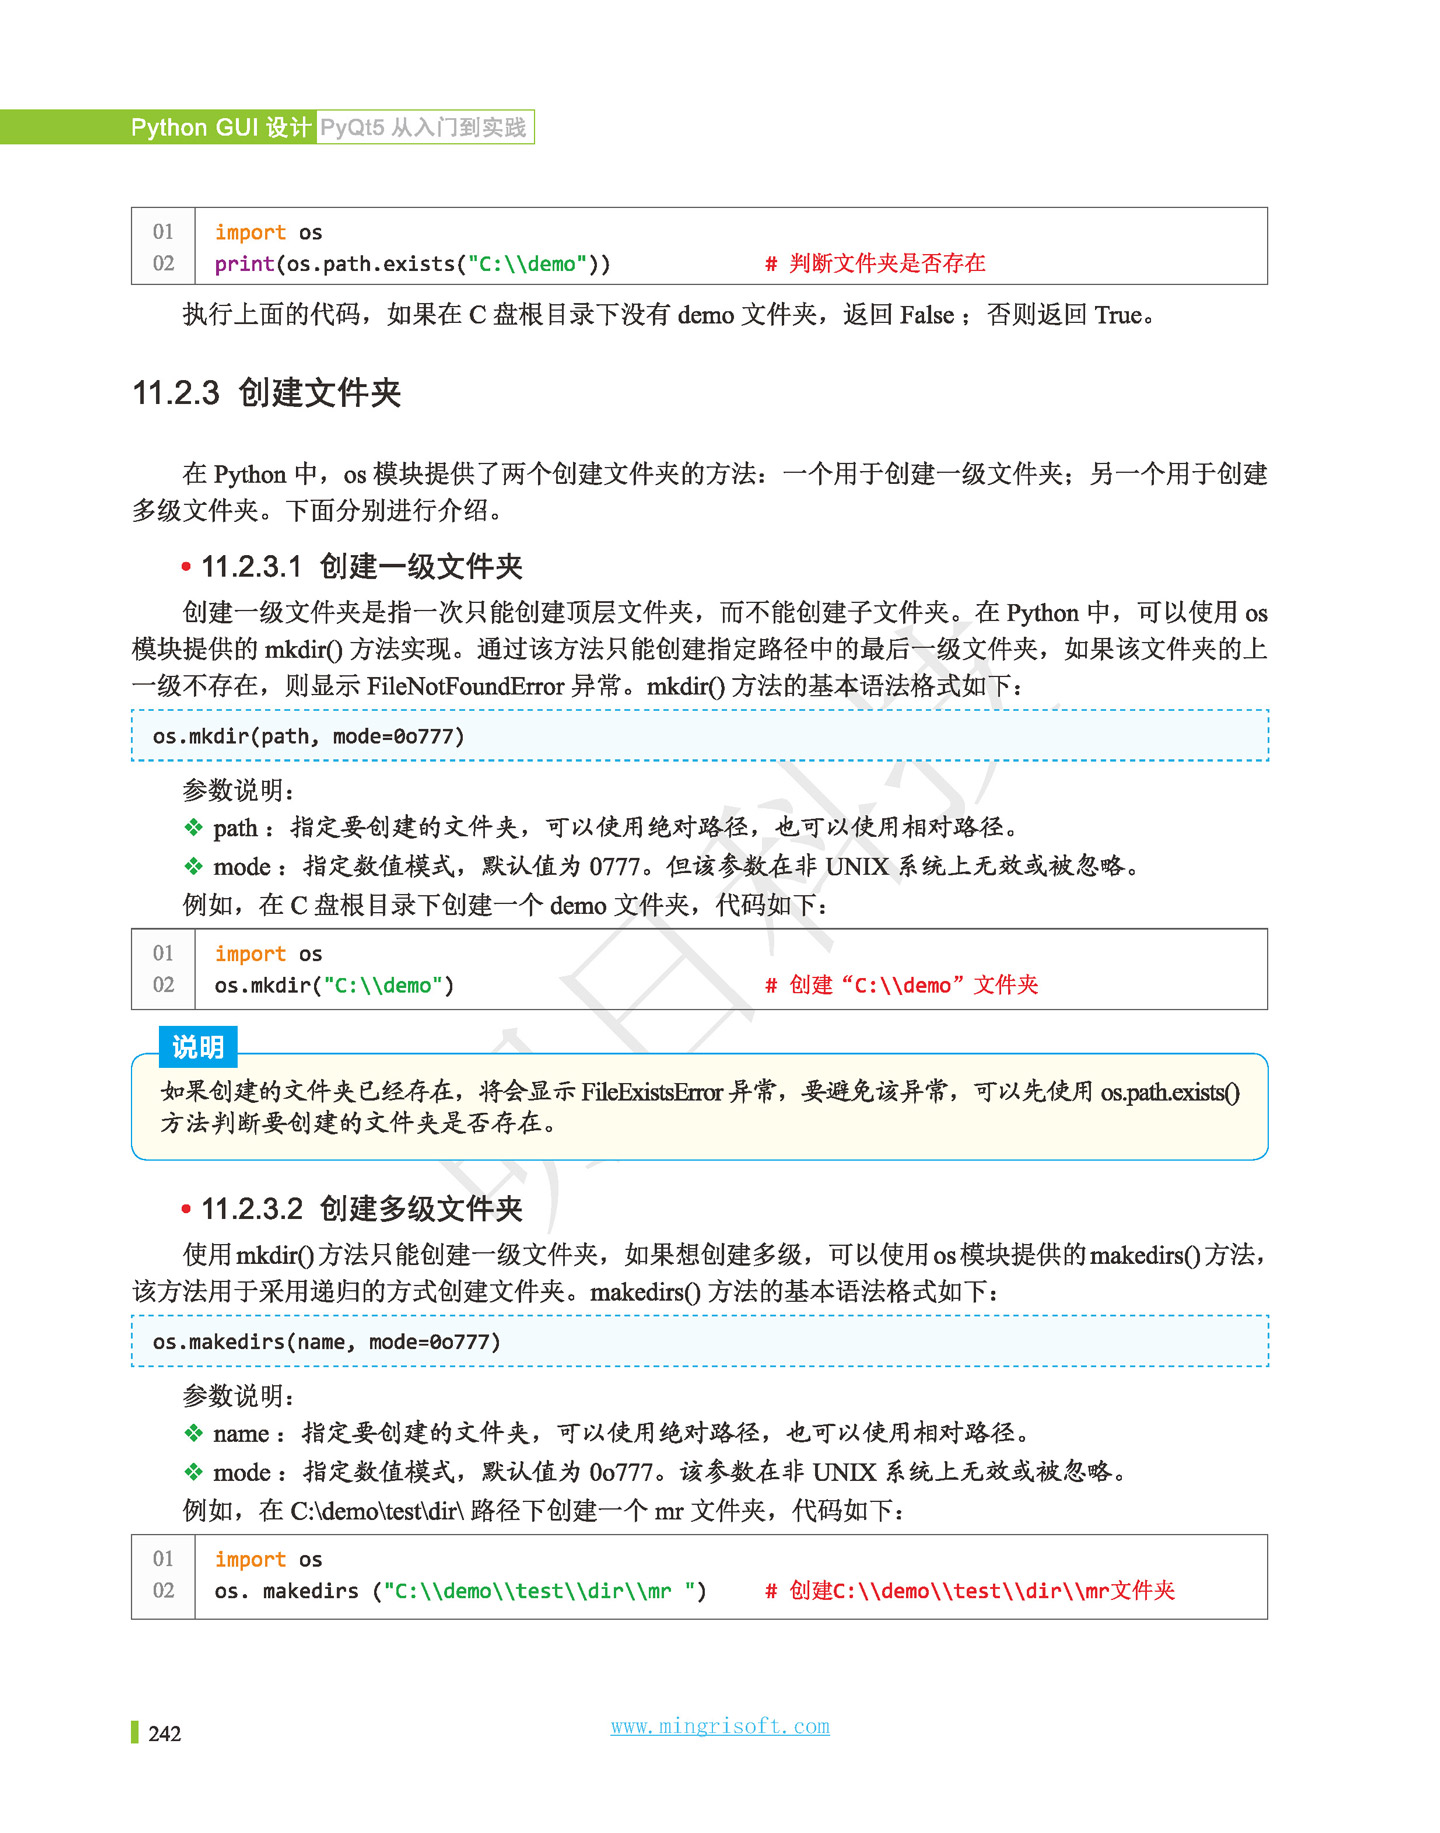 Python GUI 设计 PyQt5 从入门到实践
01 import os
02 print(os.path.exists("C:\\demo")) # 判断文件夹是否存在
执行上面的代码，如果在 C 盘根目录下没有 demo 文件夹，返回 False；否则返回 True。
11.2.3 创建文件夹
在 Python 中，os 模块提供了两个创建文件夹的方法：一个用于创建一级文件夹；另一个用于创建
多级文件夹。下面分别进行介绍。
• 11.2.3.1 创建一级文件夹
创建一级文件夹是指一次只能创建顶层文件夹，而不能创建子文件夹。在 Python 中，可以使用 os
模块提供的 mkdir() 方法实现。通过该方法只能创建指定路径中的最后一级文件夹，如果该文件夹的上
一级不存在，则显示 FileNotFoundError 异常。mkdir() 方法的基本语法格式如下：
os.mkdir(path, mode=0o777)
参数说明：
❖ path：指定要创建的文件夹，可以使用绝对路径，也可以使用相对路径。
❖ mode：指定数值模式，默认值为 0777。但该参数在非 UNIX 系统上无效或被忽略。
例如，在 C 盘根目录下创建一个 demo 文件夹，代码如下：
01 import os
02 os.mkdir("C:\\demo") # 创建“C:\\demo”文件夹
说明
如果创建的文件夹已经存在，将会显示 FileExistsError 异常，要避免该异常，可以先使用 os.path.exists()
方法判断要创建的文件夹是否存在。
• 11.2.3.2 创建多级文件夹
使用 mkdir() 方法只能创建一级文件夹，如果想创建多级，可以使用 os 模块提供的 makedirs() 方法，
该方法用于采用递归的方式创建文件夹。makedirs() 方法的基本语法格式如下：
os.makedirs(name, mode=0o777)
参数说明：
❖ name：指定要创建的文件夹，可以使用绝对路径，也可以使用相对路径。
❖ mode：指定数值模式，默认值为 0o777。该参数在非 UNIX 系统上无效或被忽略。
例如，在 C:\demo\test\dir\ 路径下创建一个 mr 文件夹，代码如下：
01 import os
02 os. makedirs ("C:\\demo\\test\\dir\\mr ") # 创建C:\\demo\\test\\dir\\mr文件夹
明日科技
242
www.mingrisoft.com